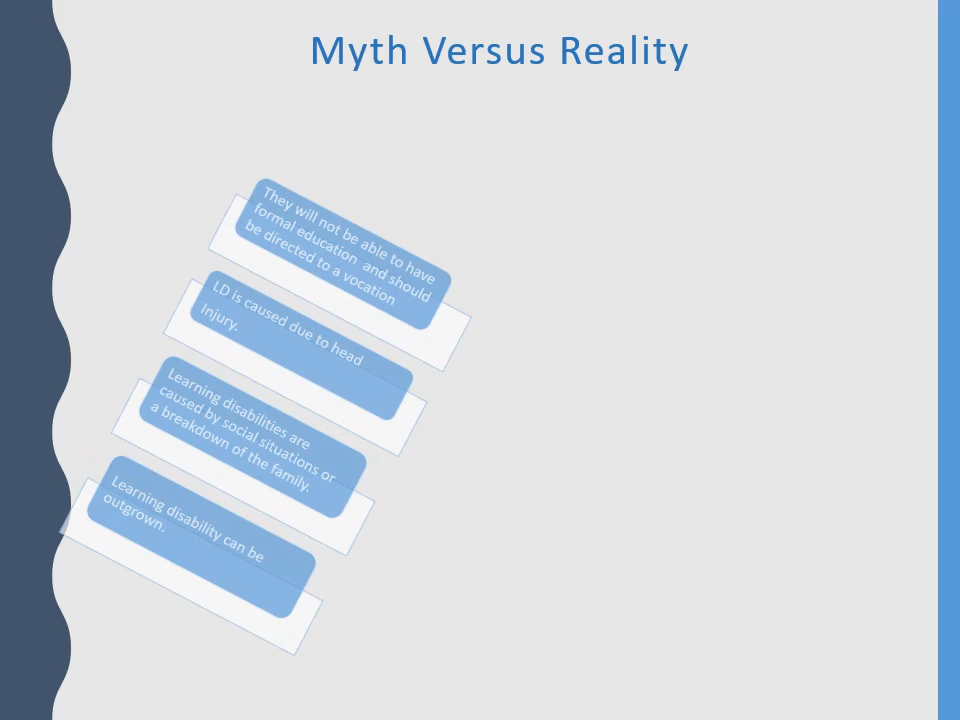 Myth Versus Reality
They will not be able to have
formal education and should
be directed to a vocation
LD is caused due to head
Injury.
Learning disabilities are
caused by social situations or
a breakdown of the family.
Learning disability can be
outgrown.